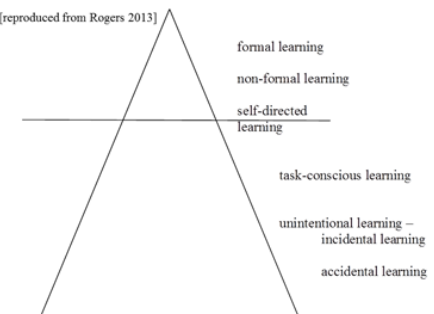 [reproduced from Rogers 2013]
formal learning
non-formal learning
self-directed
learning
task-conscious learning
unintentional learning –
incidental learning
accidental learning